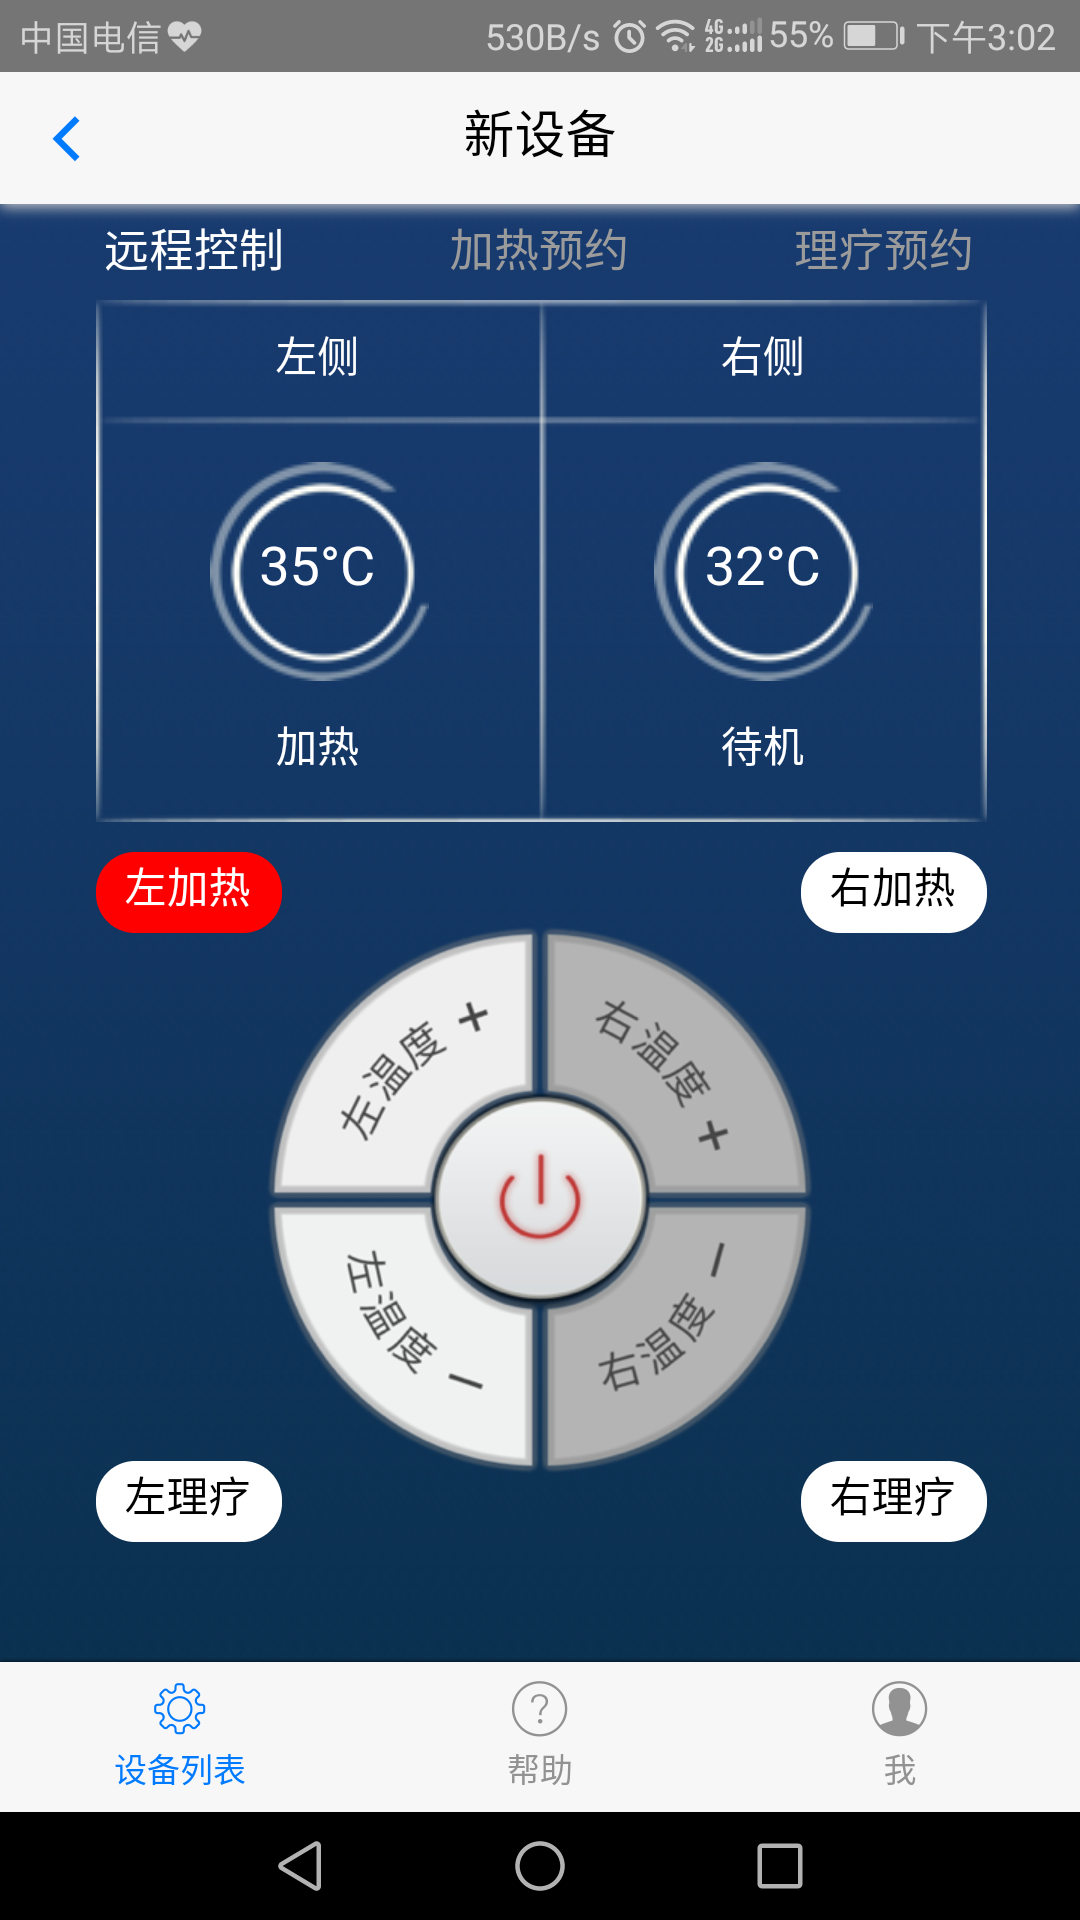 中国电信 530B/s 4G 2G 55% 下午3:02
新设备
远程控制 加热预约 理疗预约
左侧 右侧
35°C 32°C
加热 待机
左加热 右加热
左温度 + 右温度 +
左温度 － 右温度 －
左理疗 右理疗
设备列表 帮助 我